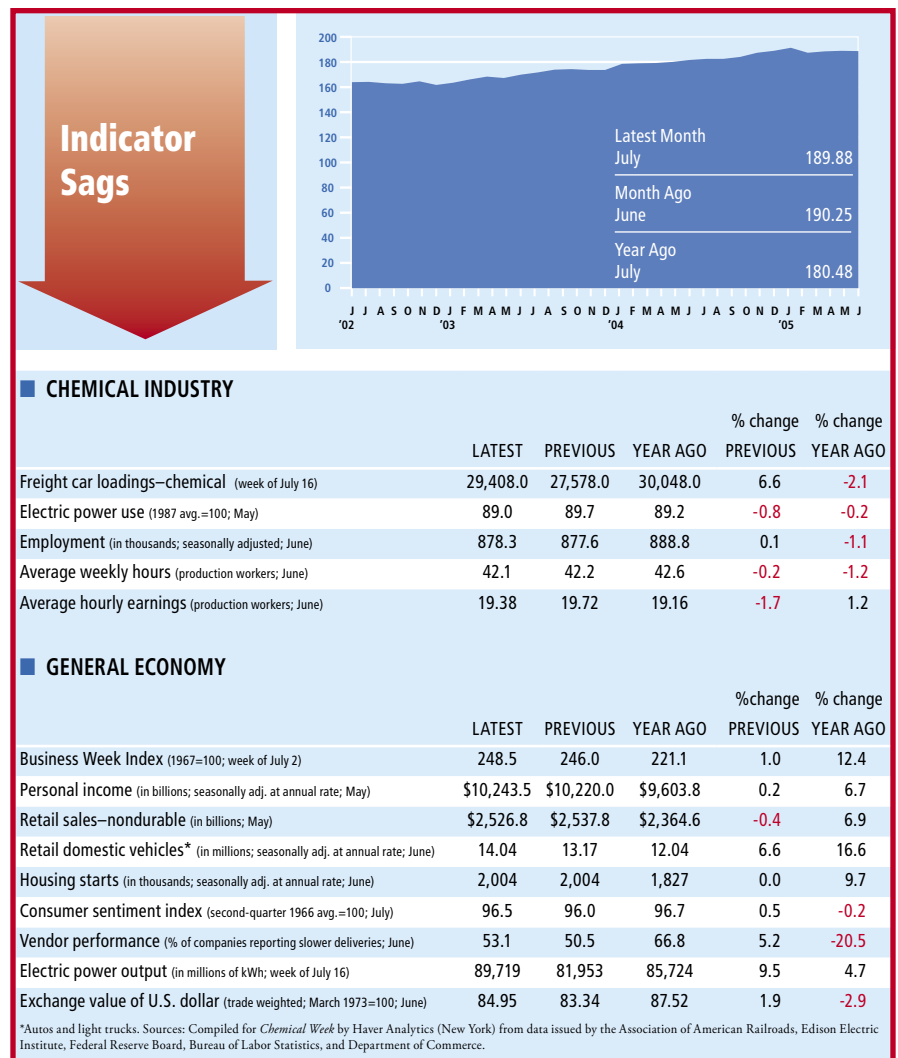 Indicator
Sags
200
180
160
140
120
100
80
60
40
20
0
Latest Month
July 189.88
Month Ago
June 190.25
Year Ago
July 180.48
J J A S O N D J F M A M J J A S O N D J F M A M J J A S O N D J F M A M J
'02 '03 '04 '05
CHEMICAL INDUSTRY
% change % change
LATEST PREVIOUS YEAR AGO PREVIOUS YEAR AGO
Freight car loadings–chemical (week of July 16) 29,408.0 27,578.0 30,048.0 6.6 -2.1
Electric power use (1987 avg.=100; May) 89.0 89.7 89.2 -0.8 -0.2
Employment (in thousands; seasonally adjusted; June) 878.3 877.6 888.8 0.1 -1.1
Average weekly hours (production workers; June) 42.1 42.2 42.6 -0.2 -1.2
Average hourly earnings (production workers; June) 19.38 19.72 19.16 -1.7 1.2
GENERAL ECONOMY
%change % change
LATEST PREVIOUS YEAR AGO PREVIOUS YEAR AGO
Business Week Index (1967=100; week of July 2) 248.5 246.0 221.1 1.0 12.4
Personal income (in billions; seasonally adj. at annual rate; May) $10,243.5 $10,220.0 $9,603.8 0.2 6.7
Retail sales–nondurable (in billions; May) $2,526.8 $2,537.8 $2,364.6 -0.4 6.9
Retail domestic vehicles* (in millions; seasonally adj. at annual rate; June) 14.04 13.17 12.04 6.6 16.6
Housing starts (in thousands; seasonally adj. at annual rate; June) 2,004 2,004 1,827 0.0 9.7
Consumer sentiment index (second-quarter 1966 avg.=100; July) 96.5 96.0 96.7 0.5 -0.2
Vendor performance (% of companies reporting slower deliveries; June) 53.1 50.5 66.8 5.2 -20.5
Electric power output (in millions of kWh; week of July 16) 89,719 81,953 85,724 9.5 4.7
Exchange value of U.S. dollar (trade weighted; March 1973=100; June) 84.95 83.34 87.52 1.9 -2.9
*Autos and light trucks. Sources: Compiled for Chemical Week by Haver Analytics (New York) from data issued by the Association of American Railroads, Edison Electric
Institute, Federal Reserve Board, Bureau of Labor Statistics, and Department of Commerce.